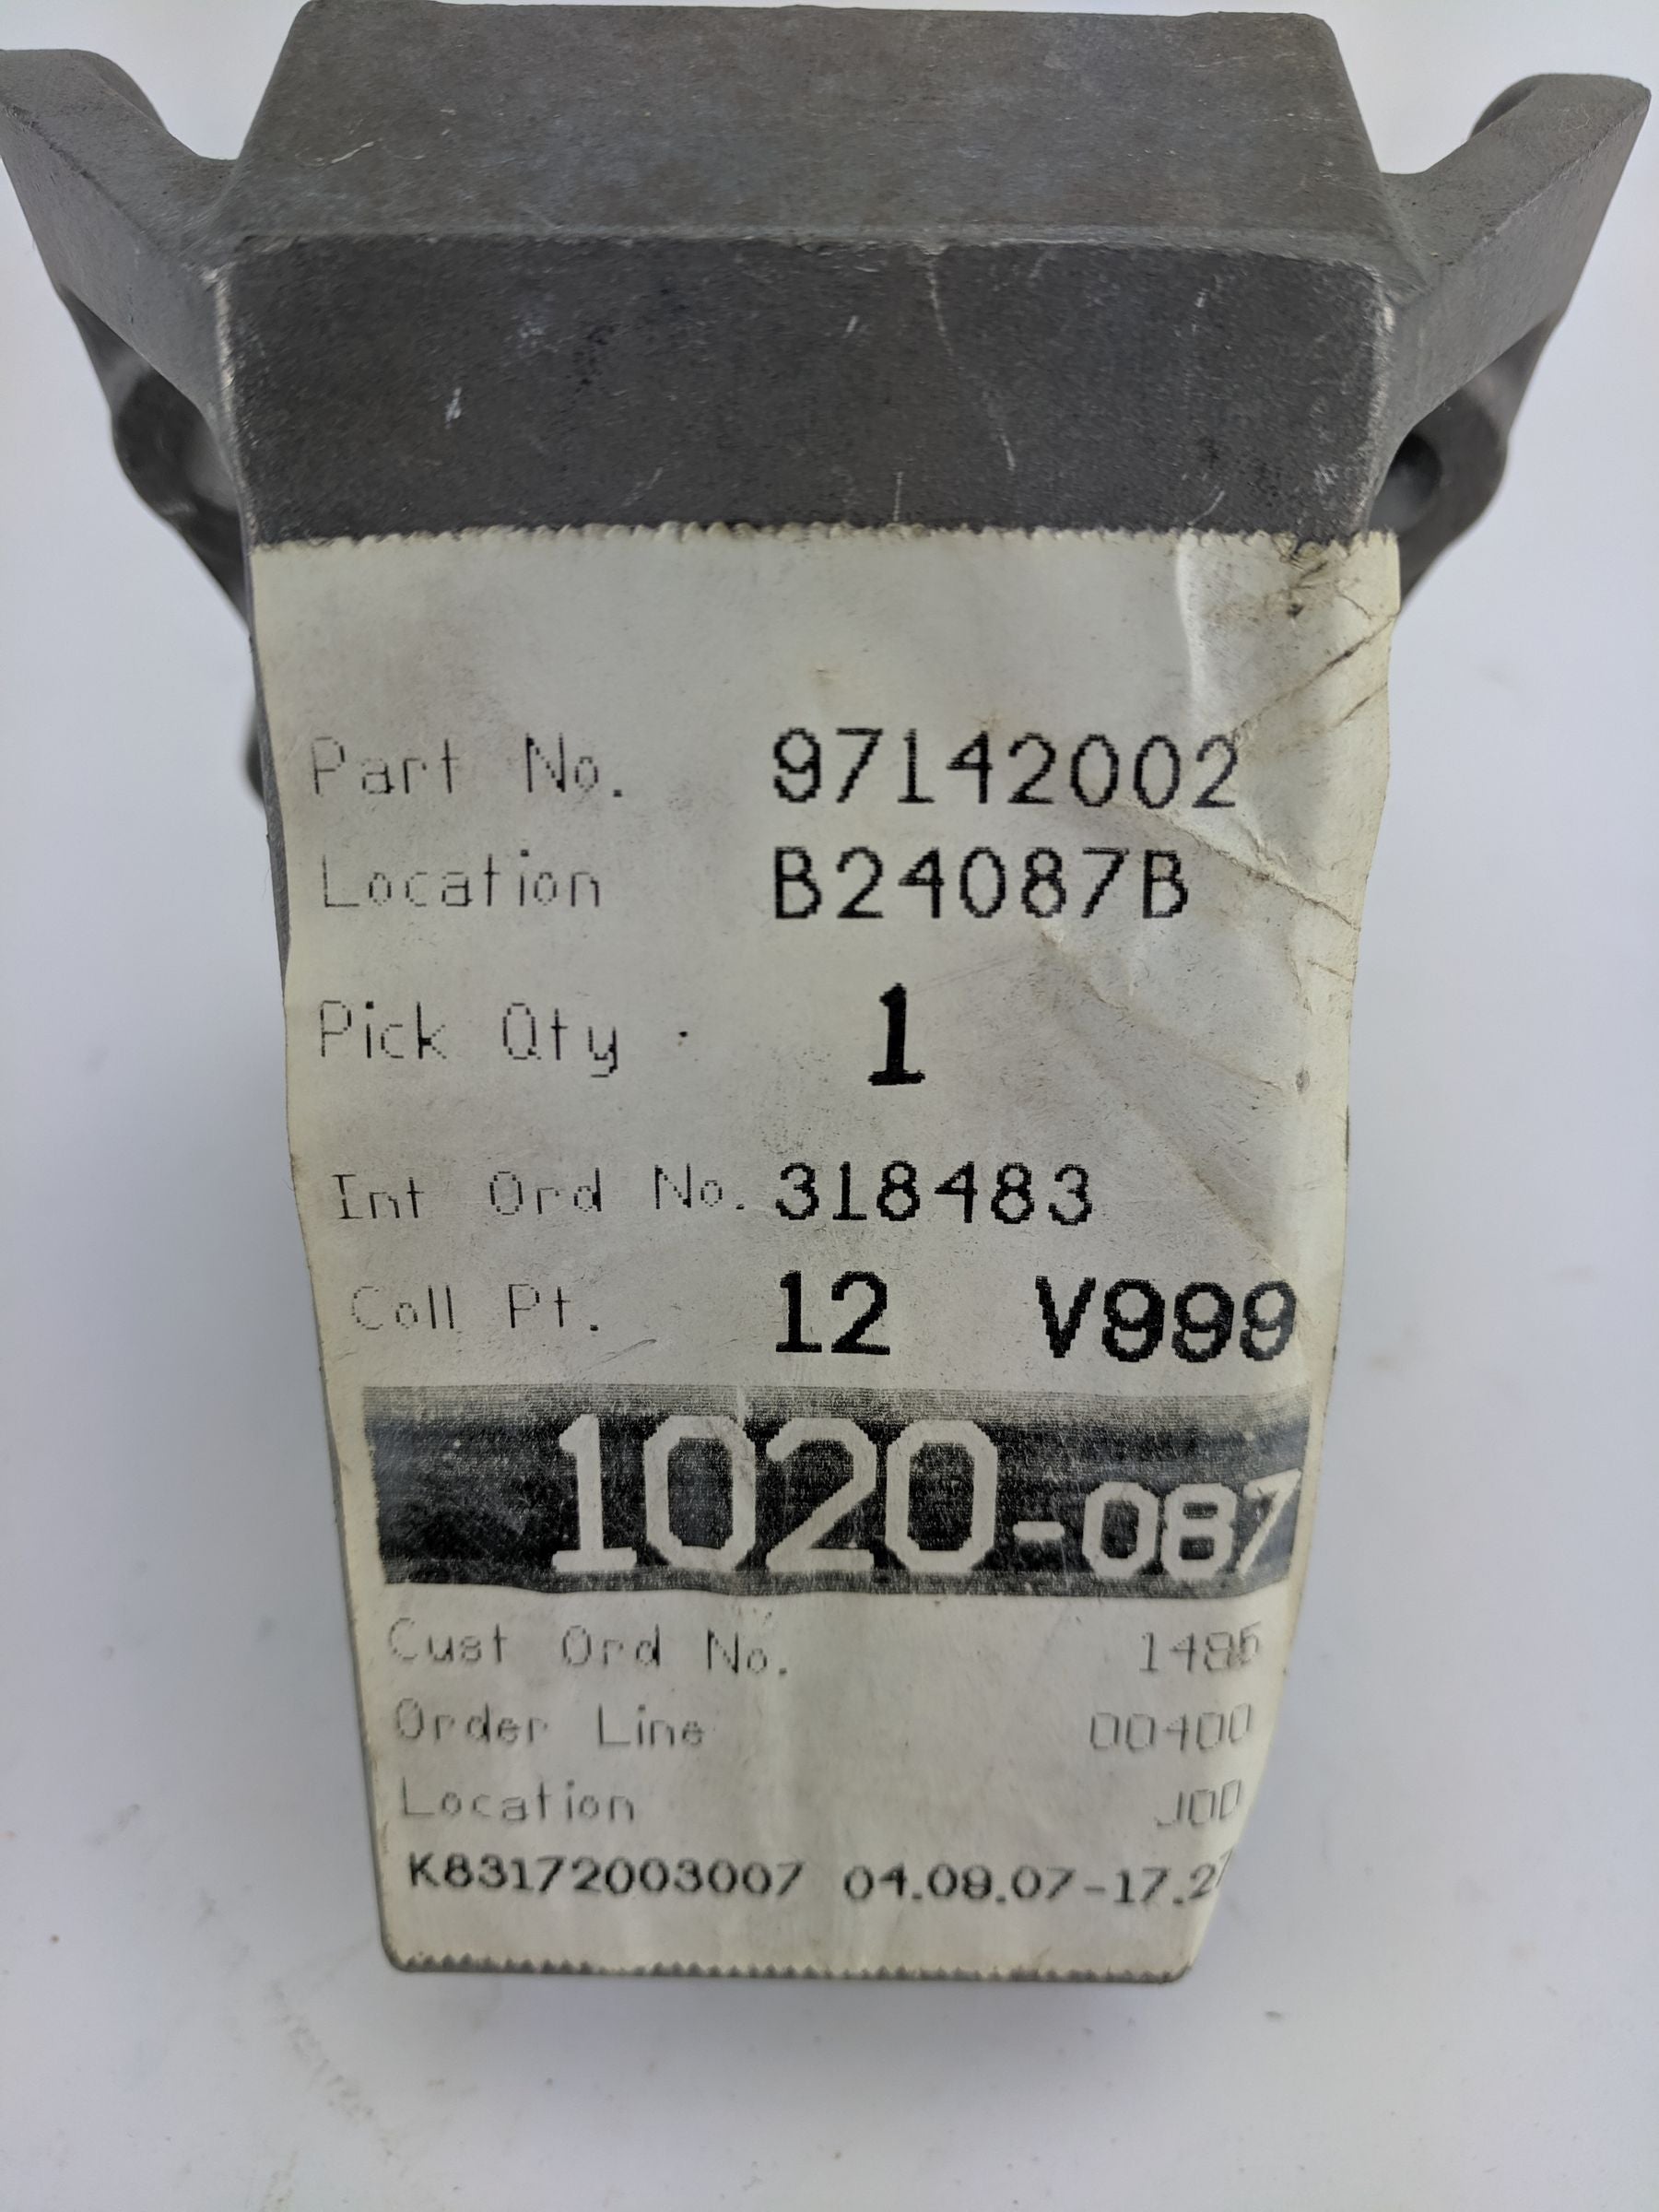 Part No. 97142002
Location B24087B
Pick Qty . 1
Int Ord No. 318483
Coll Pt. 12 V999
1020-087
Cust Ord No. 1485
Order Line 00400
Location J00
K83172003007 04.09.07-17.2